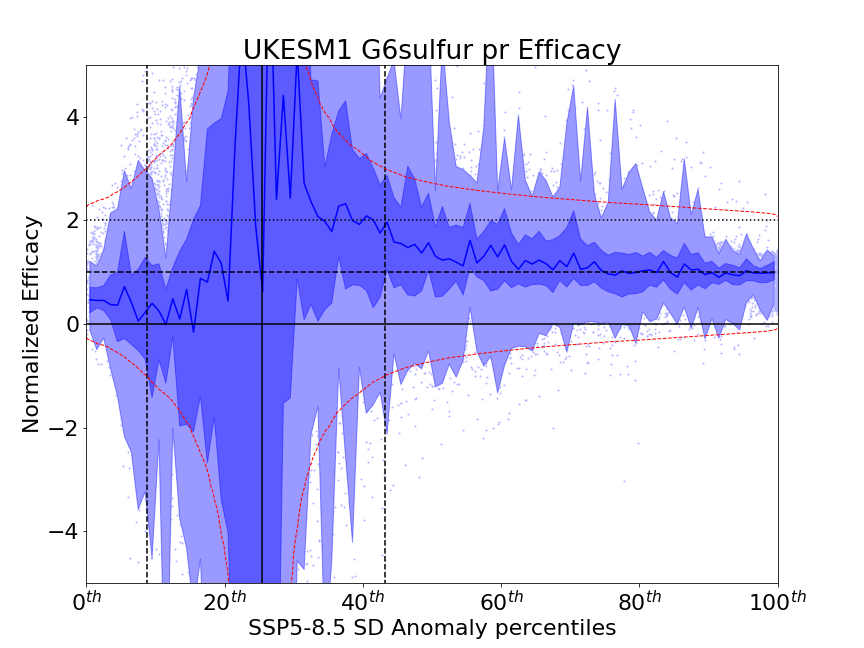 UKESM1 G6sulfur pr Efficacy
Normalized Efficacy
4
2
0
−2
−4
0th 20th 40th 60th 80th 100th
SSP5-8.5 SD Anomaly percentiles